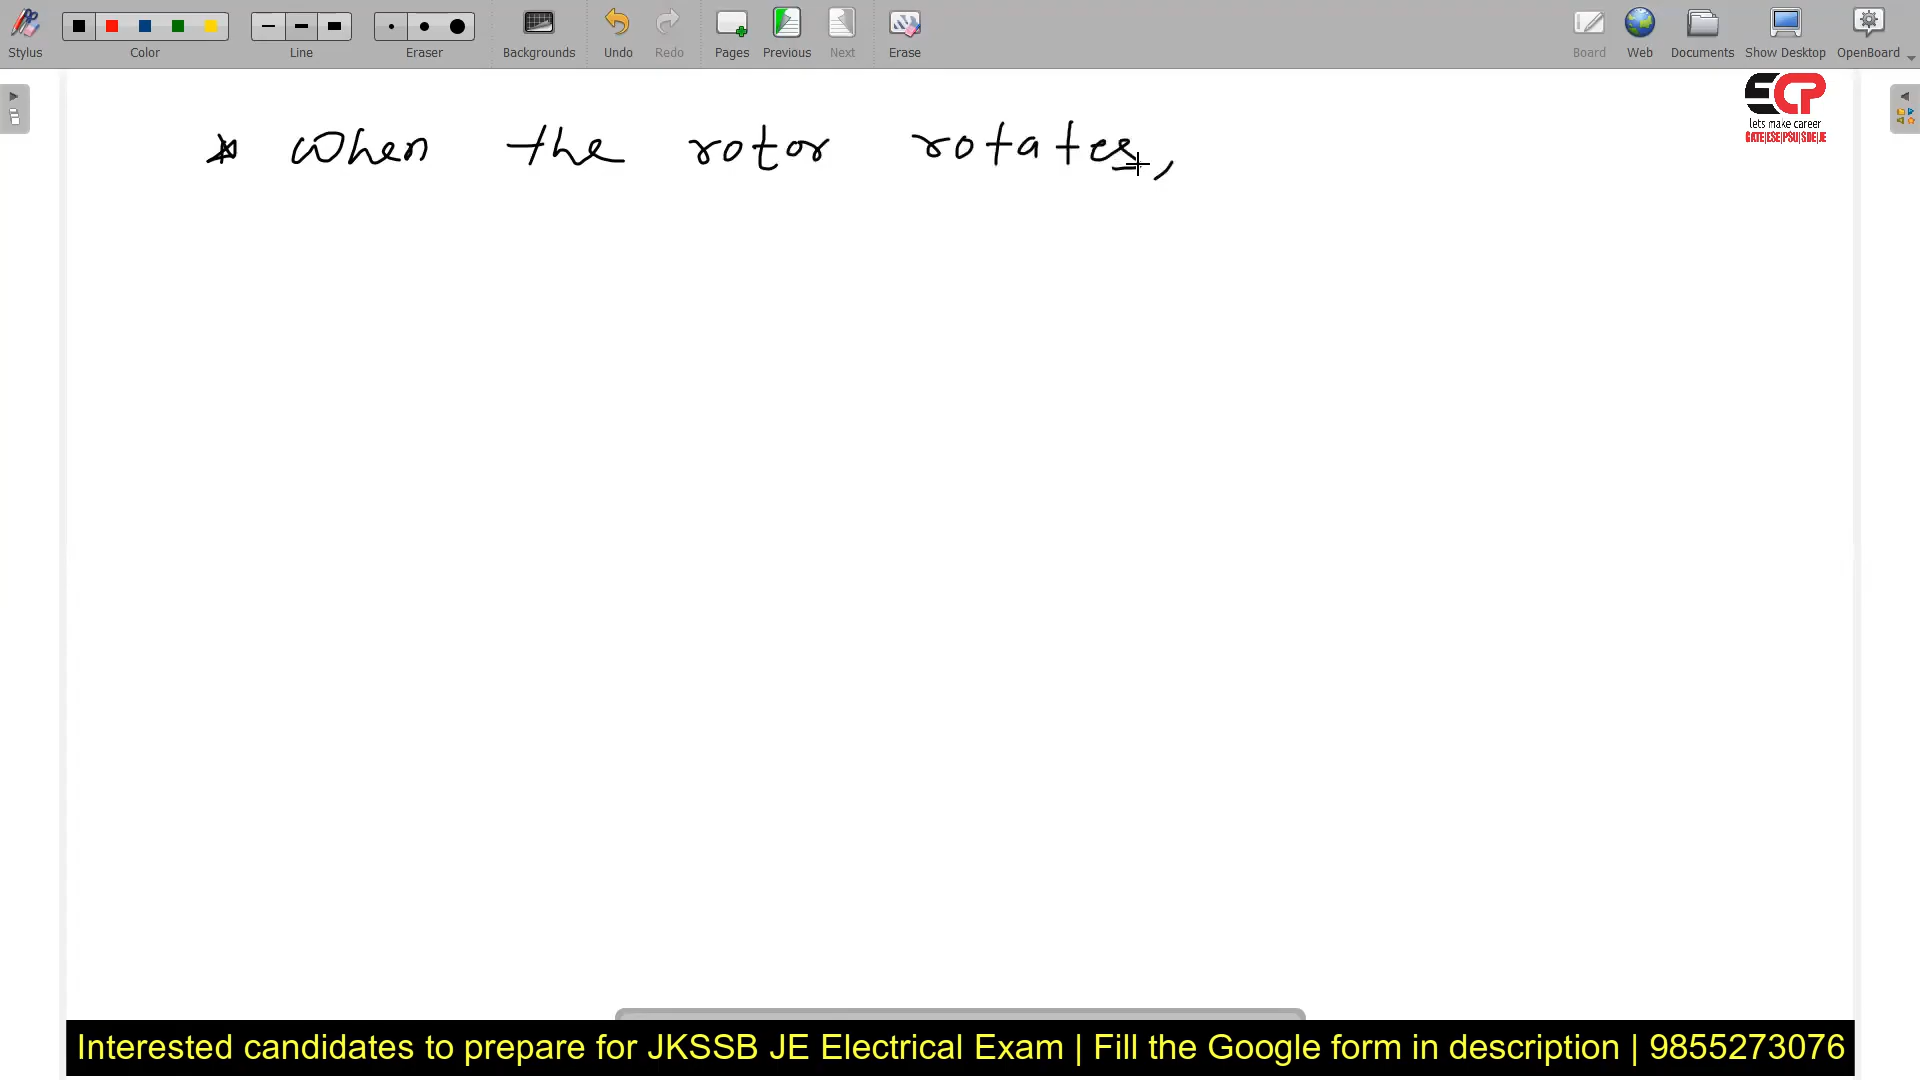 Stylus Color Line Eraser Backgrounds Undo Redo Pages Previous Next Erase Board Web Documents Show Desktop OpenBoard
ECP
lets make career
GATE|ESE|PSU|SDE|JE
* When the rotor rotates,
Interested candidates to prepare for JKSSB JE Electrical Exam | Fill the Google form in description | 9855273076